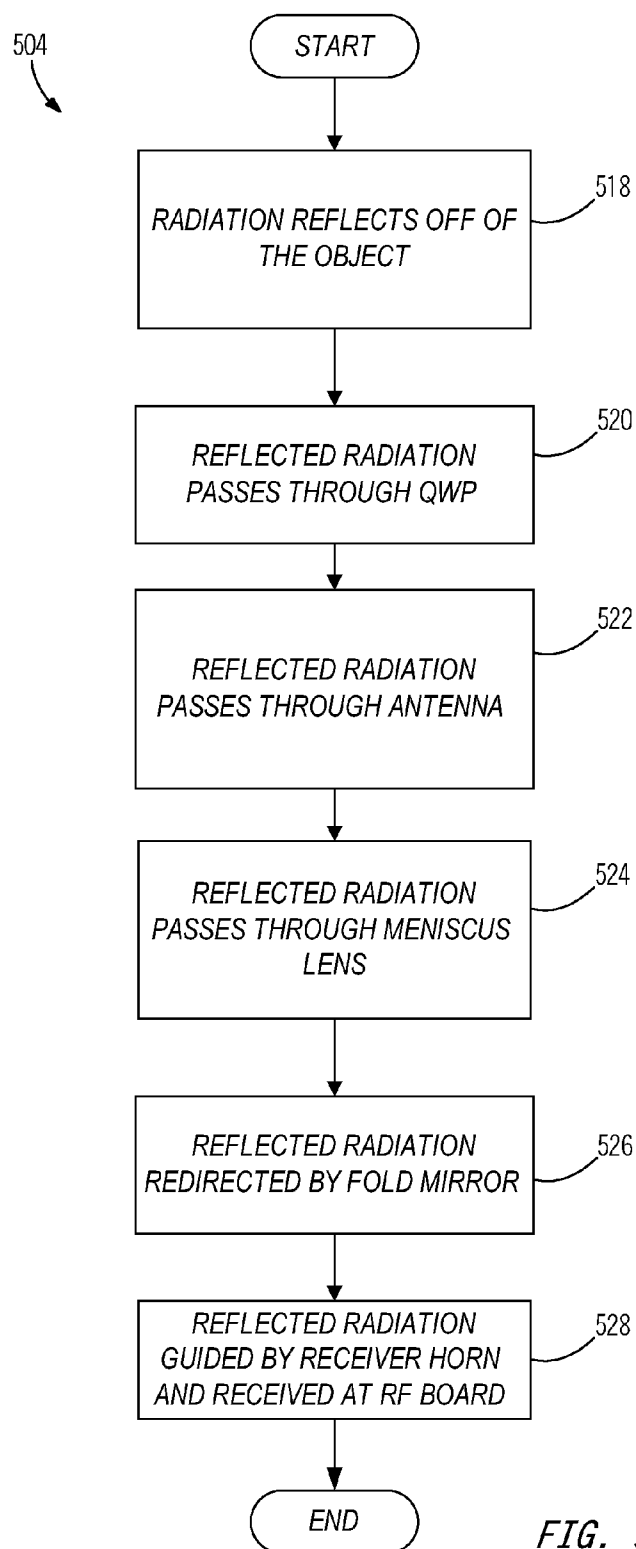 504
START
518
RADIATION REFLECTS OFF OF
THE OBJECT
520
REFLECTED RADIATION
PASSES THROUGH QWP
522
REFLECTED RADIATION
PASSES THROUGH ANTENNA
524
REFLECTED RADIATION
PASSES THROUGH MENISCUS
LENS
526
REFLECTED RADIATION
REDIRECTED BY FOLD MIRROR
528
REFLECTED RADIATION
GUIDED BY RECEIVER HORN
AND RECEIVED AT RF BOARD
END
FIG.